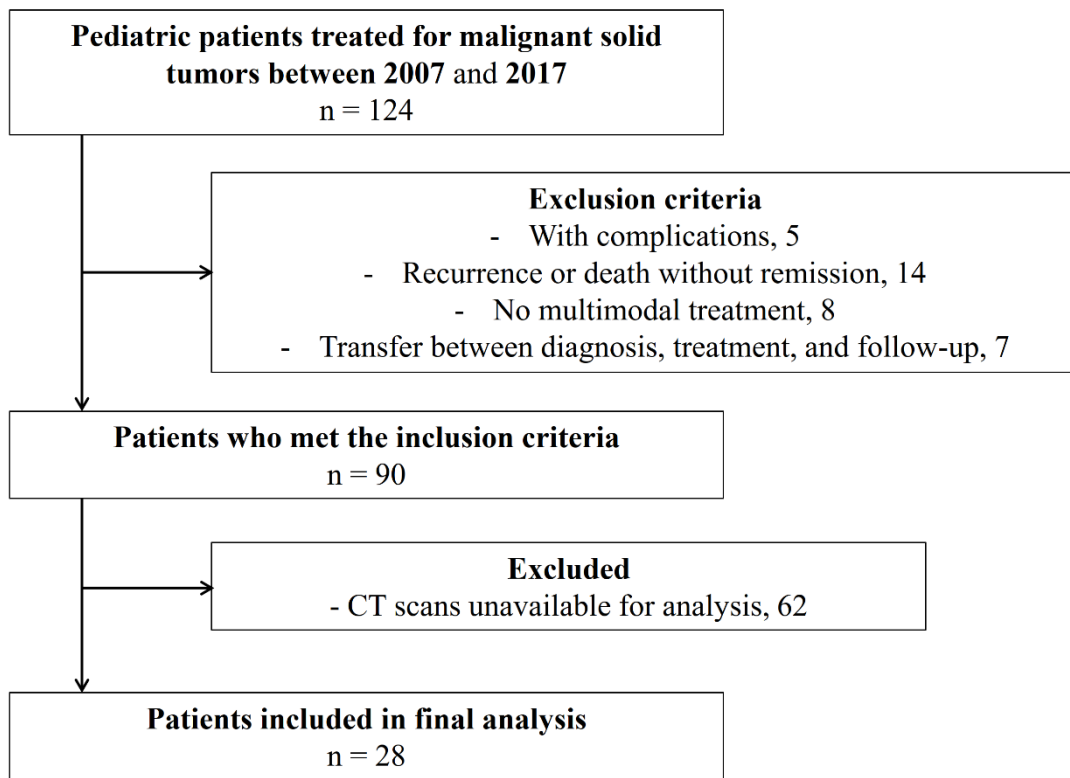 Pediatric patients treated for malignant solid
tumors between 2007 and 2017
n = 124
Exclusion criteria
- With complications, 5
- Recurrence or death without remission, 14
- No multimodal treatment, 8
- Transfer between diagnosis, treatment, and follow-up, 7
Patients who met the inclusion criteria
n = 90
Excluded
- CT scans unavailable for analysis, 62
Patients included in final analysis
n = 28